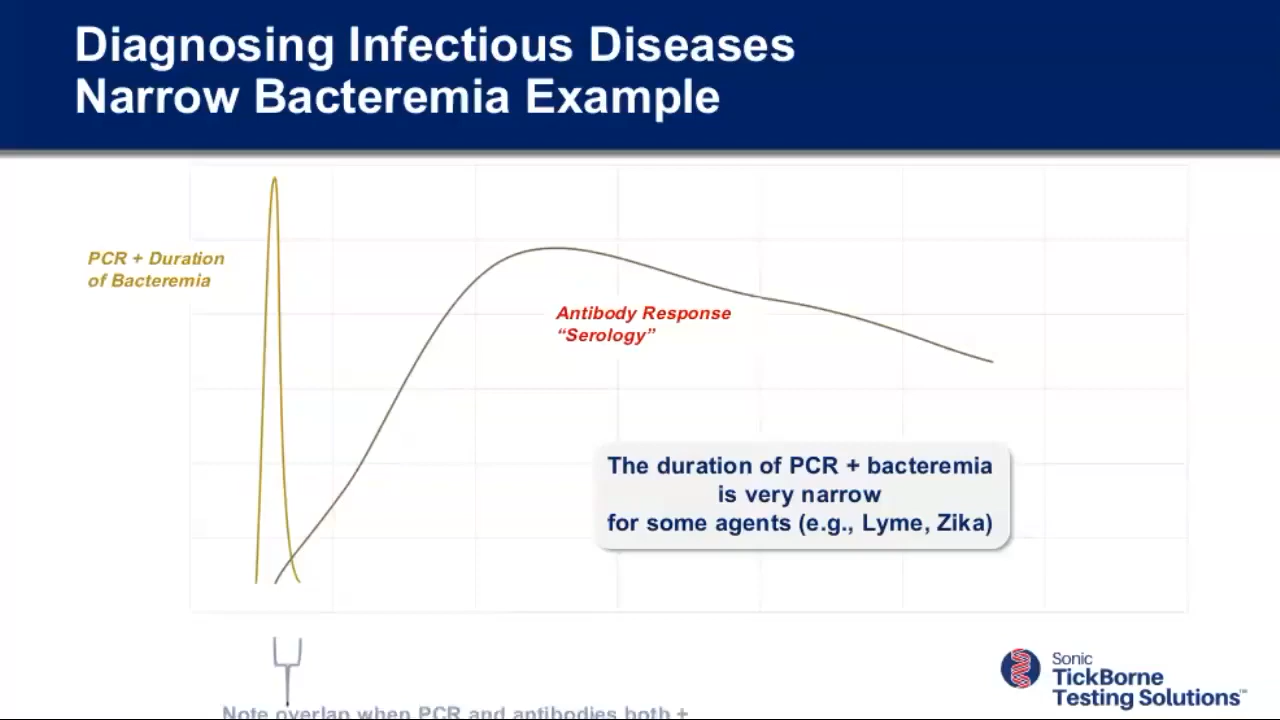 Diagnosing Infectious Diseases
Narrow Bacteremia Example
PCR + Duration
of Bacteremia
Antibody Response
“Serology”
The duration of PCR + bacteremia
is very narrow
for some agents (e.g., Lyme, Zika)
Note overlap when PCR and antibodies both +
Sonic
TickBorne
Testing Solutions™